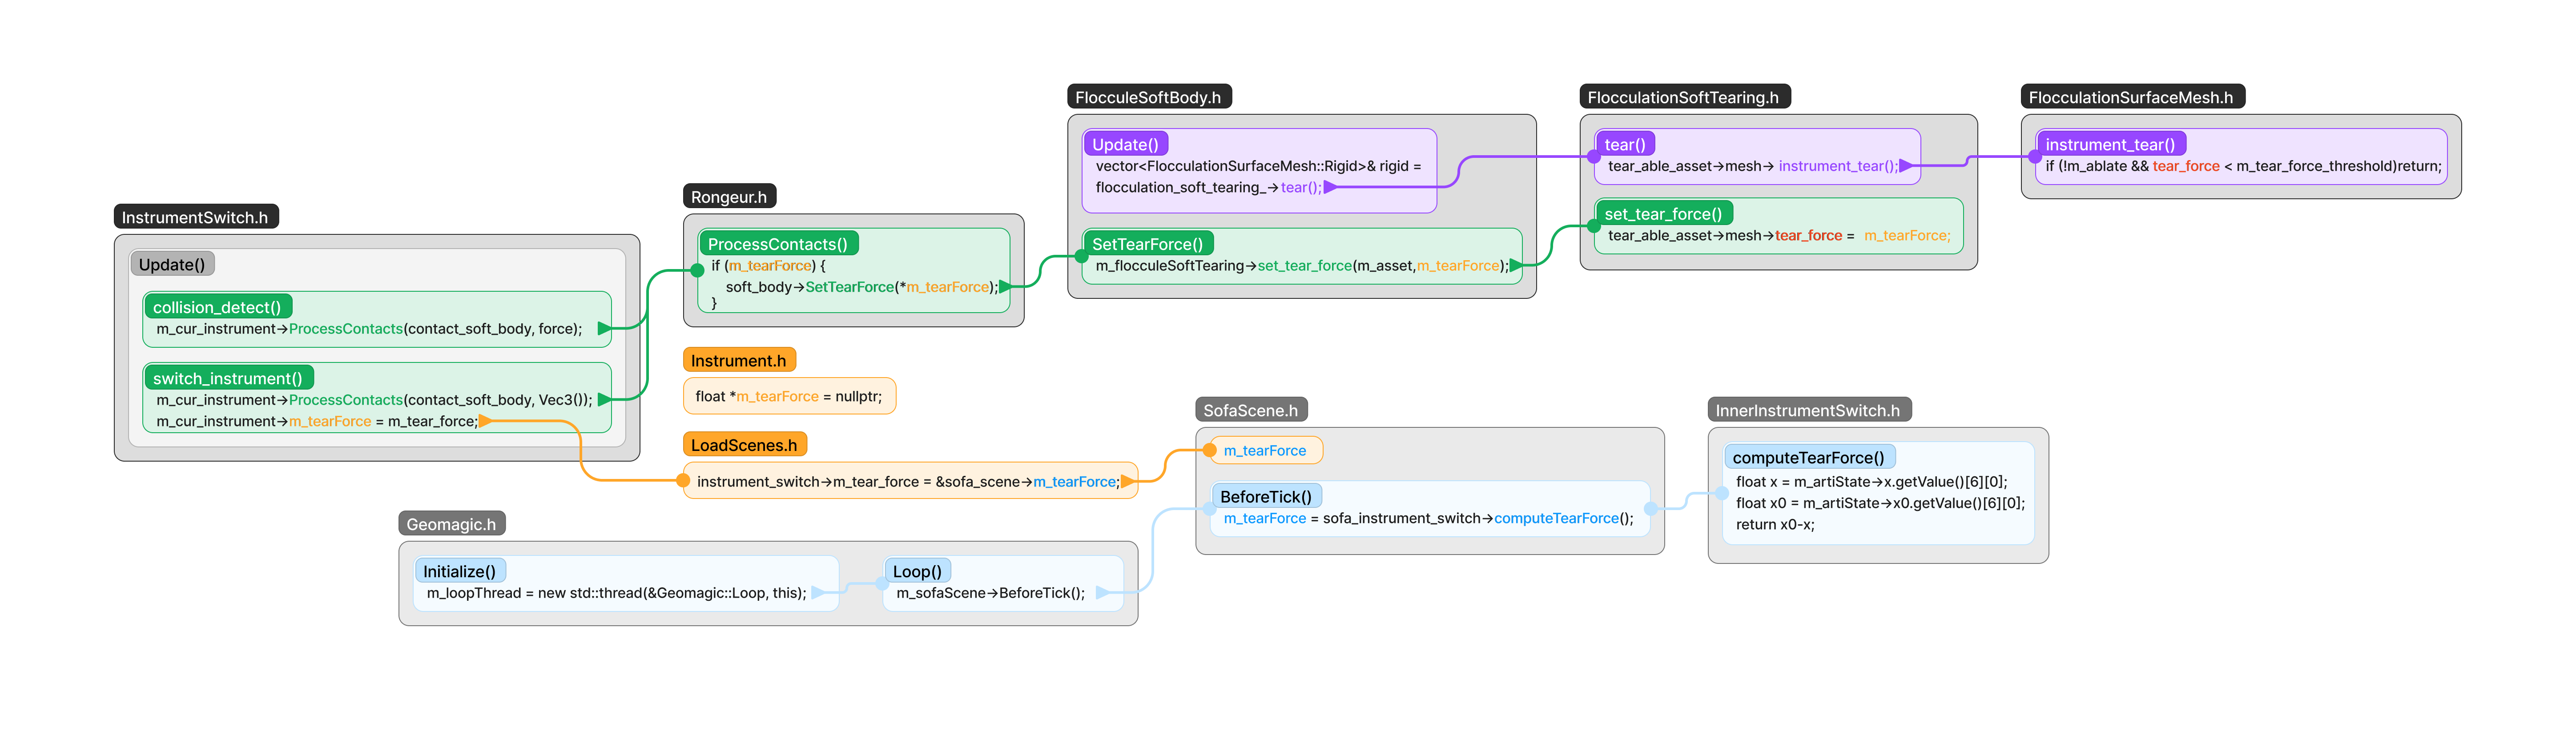 InstrumentSwitch.h
Update()
collision_detect()
m_cur_instrument→ProcessContacts(contact_soft_body, force);
switch_instrument()
m_cur_instrument→ProcessContacts(contact_soft_body, Vec3());
m_cur_instrument→m_tearForce = m_tear_force;
Rongeur.h
ProcessContacts()
if (m_tearForce) {
soft_body→SetTearForce(*m_tearForce);
}
Instrument.h
float *m_tearForce = nullptr;
LoadScenes.h
instrument_switch→m_tear_force = &sofa_scene→m_tearForce;
FlocculeSoftBody.h
Update()
vector<FlocculationSurfaceMesh::Rigid>& rigid =
flocculation_soft_tearing_→tear();
SetTearForce()
m_flocculeSoftTearing→set_tear_force(m_asset,m_tearForce);
FlocculationSoftTearing.h
tear()
tear_able_asset→mesh→ instrument_tear();
set_tear_force()
tear_able_asset→mesh→tear_force = m_tearForce;
FlocculationSurfaceMesh.h
instrument_tear()
if (!m_ablate && tear_force < m_tear_force_threshold)return;
Geomagic.h
Initialize()
m_loopThread = new std::thread(&Geomagic::Loop, this);
Loop()
m_sofaScene→BeforeTick();
SofaScene.h
m_tearForce
BeforeTick()
m_tearForce = sofa_instrument_switch→computeTearForce();
InnerInstrumentSwitch.h
computeTearForce()
float x = m_artiState→x.getValue()[6][0];
float x0 = m_artiState→x0.getValue()[6][0];
return x0-x;